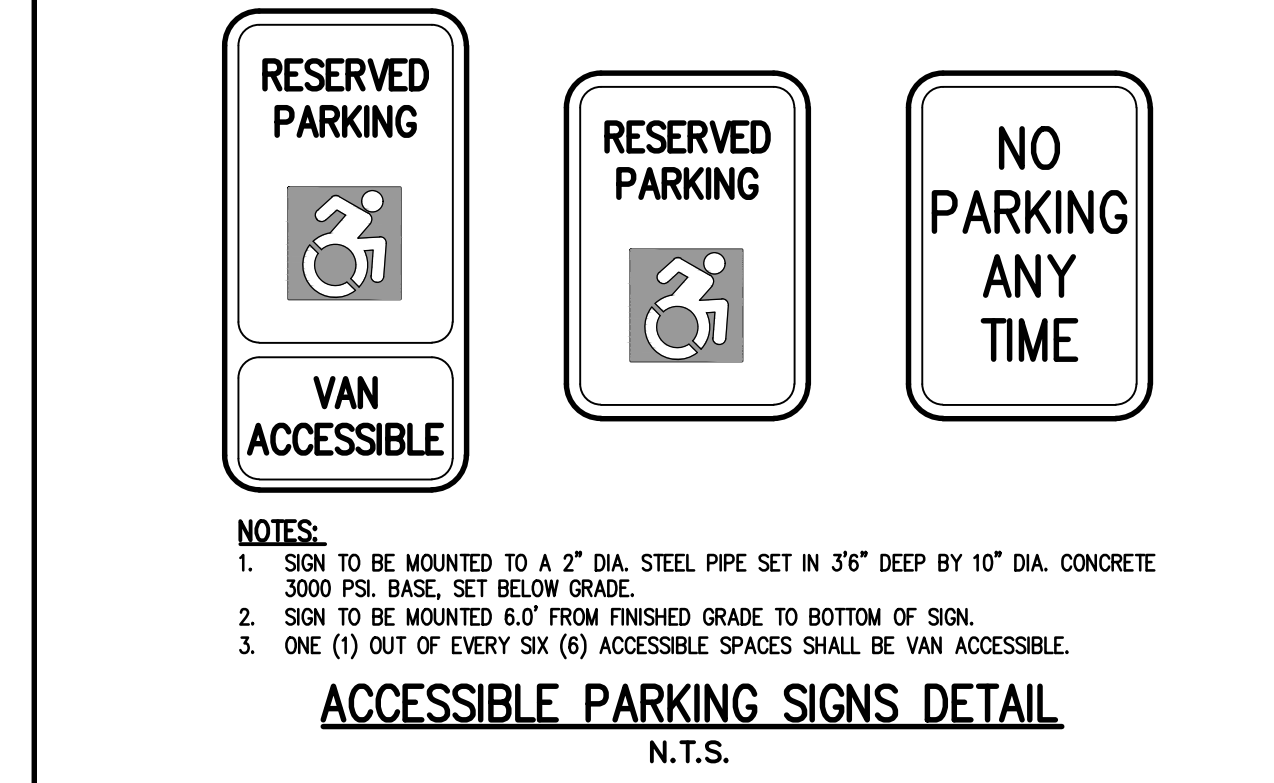 RESERVED
PARKING
VAN
ACCESSIBLE
RESERVED
PARKING
NO
PARKING
ANY
TIME
NOTES:
1. SIGN TO BE MOUNTED TO A 2" DIA. STEEL PIPE SET IN 3'6" DEEP BY 10" DIA. CONCRETE
3000 PSI. BASE, SET BELOW GRADE.
2. SIGN TO BE MOUNTED 6.0' FROM FINISHED GRADE TO BOTTOM OF SIGN.
3. ONE (1) OUT OF EVERY SIX (6) ACCESSIBLE SPACES SHALL BE VAN ACCESSIBLE.
ACCESSIBLE PARKING SIGNS DETAIL
N.T.S.